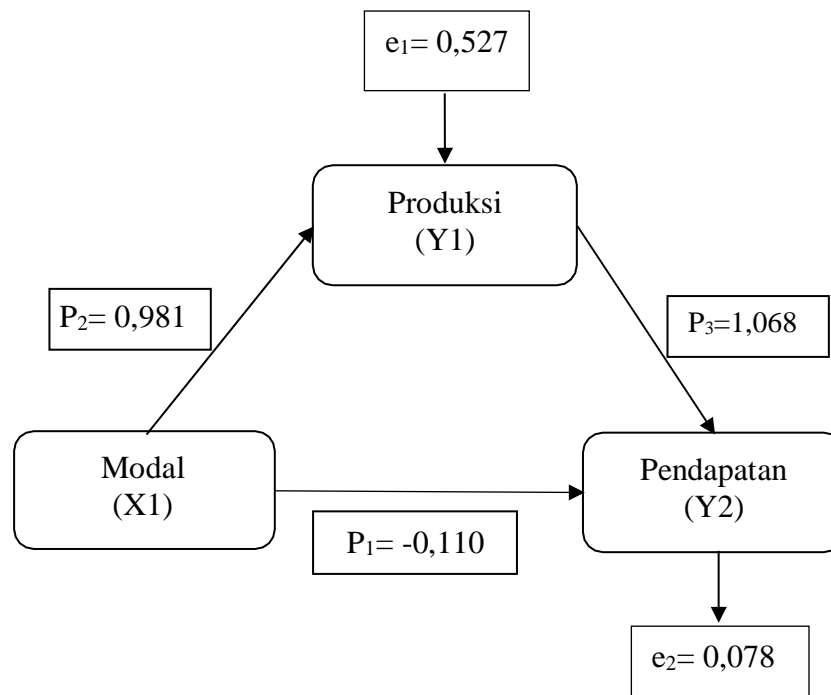 e₁= 0,527
Produksi
(Y1)
P₂= 0,981
P₃=1,068
Modal
(X1)
Pendapatan
(Y2)
P₁= -0,110
e₂= 0,078